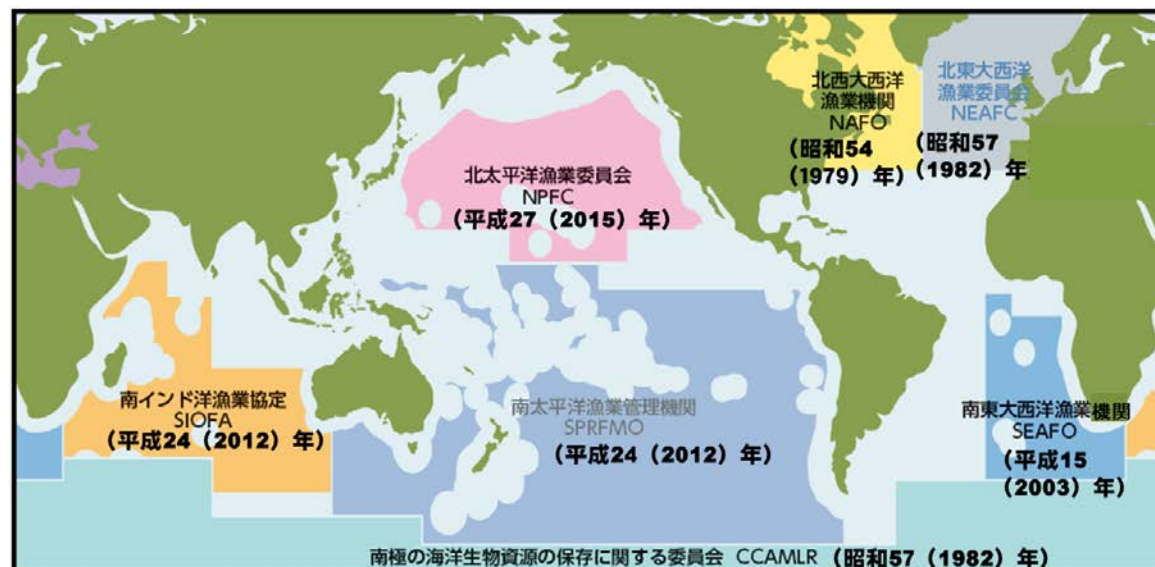 北西大西洋
漁業機関
NAFO
（昭和54
（1979）年）
北東大西洋
漁業委員会
NEAFC
（昭和57
（1982）年
北太平洋漁業委員会
NPFC
（平成27（2015）年）
南インド洋漁業協定
SIOFA
（平成24（2012）年）
南太平洋漁業管理機関
SPRFMO
（平成24（2012）年）
南東大西洋漁業機関
SEAFO
（平成15
（2003）年）
南極の海洋生物資源の保存に関する委員会 CCAMLR （昭和57（1982）年）